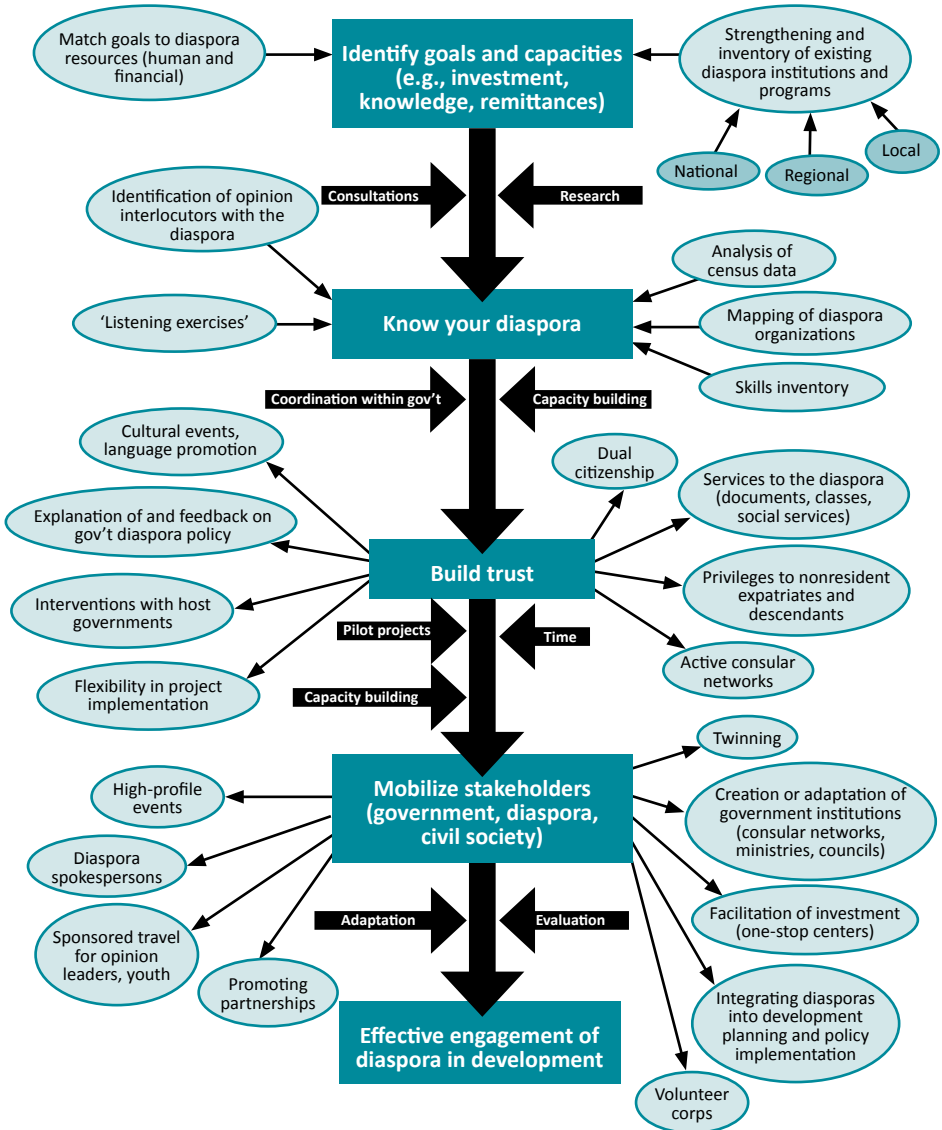 Match goals to diaspora
resources (human and
financial)
Identify goals and capacities
(e.g., investment,
knowledge, remittances)
Strengthening and
inventory of existing
diaspora institutions and
programs
National
Regional
Local
Consultations
Research
Identification of opinion
interlocutors with the
diaspora
'Listening exercises'
Know your diaspora
Analysis of
census data
Mapping of diaspora
organizations
Skills inventory
Coordination within gov't
Capacity building
Cultural events,
language promotion
Explanation of and feedback on
gov't diaspora policy
Interventions with host
governments
Flexibility in project
implementation
Build trust
Dual
citizenship
Services to the diaspora
(documents, classes,
social services)
Privileges to nonresident
expatriates and
descendants
Active consular
networks
Pilot projects
Time
Capacity building
Mobilize stakeholders
(government, diaspora,
civil society)
High-profile
events
Diaspora
spokespersons
Sponsored travel
for opinion
leaders, youth
Promoting
partnerships
Twinning
Creation or adaptation of
government institutions
(consular networks,
ministries, councils)
Facilitation of investment
(one-stop centers)
Integrating diasporas
into development
planning and policy
implementation
Volunteer
corps
Adaptation
Evaluation
Effective engagement of
diaspora in development